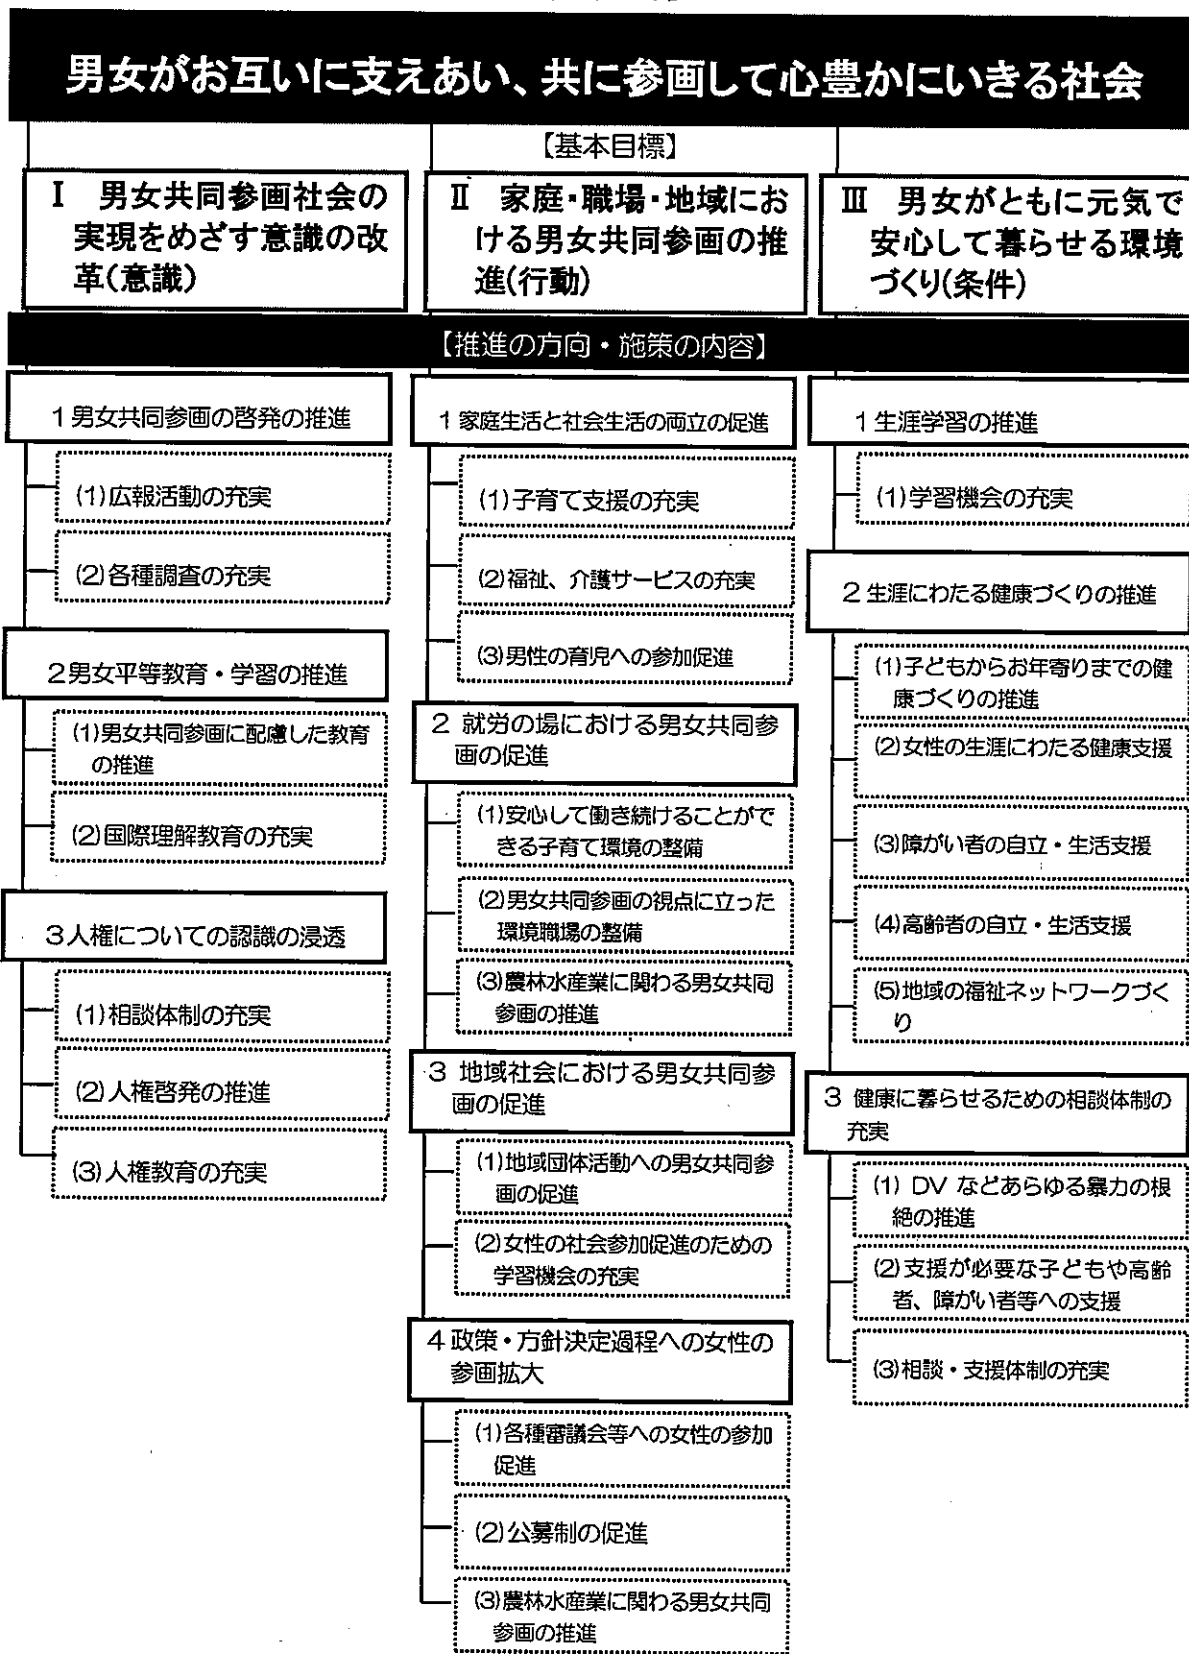 男女がお互いに支えあい、共に参画して心豊かにいきる社会
【基本目標】
Ⅰ 男女共同参画社会の
実現をめざす意識の改
革(意識)
Ⅱ 家庭・職場・地域にお
ける男女共同参画の推
進(行動)
Ⅲ 男女がともに元気で
安心して暮らせる環境
づくり(条件)
【推進の方向・施策の内容】
1男女共同参画の啓発の推進
(1)広報活動の充実
(2)各種調査の充実
2男女平等教育・学習の推進
(1)男女共同参画に配慮した教育
の推進
(2)国際理解教育の充実
3人権についての認識の浸透
(1)相談体制の充実
(2)人権啓発の推進
(3)人権教育の充実
1家庭生活と社会生活の両立の促進
(1)子育て支援の充実
(2)福祉、介護サービスの充実
(3)男性の育児への参加促進
2 就労の場における男女共同参
画の促進
(1)安心して働き続けることがで
きる子育て環境の整備
(2)男女共同参画の視点に立った
環境職場の整備
(3)農林水産業に関わる男女共同
参画の推進
3 地域社会における男女共同参
画の促進
(1)地域団体活動への男女共同参
画の促進
(2)女性の社会参加促進のための
学習機会の充実
4政策・方針決定過程への女性の
参画拡大
(1)各種審議会等への女性の参加
促進
(2)公募制の促進
(3)農林水産業に関わる男女共同
参画の推進
1生涯学習の推進
(1)学習機会の充実
2生涯にわたる健康づくりの推進
(1)子どもからお年寄りまでの健
康づくりの推進
(2)女性の生涯にわたる健康支援
(3)障がい者の自立・生活支援
(4)高齢者の自立・生活支援
(5)地域の福祉ネットワークづく
り
3 健康に暮らせるための相談体制の
充実
(1) DV などあらゆる暴力の根
絶の推進
(2)支援が必要な子どもや高齢
者、障がい者等への支援
(3)相談・支援体制の充実